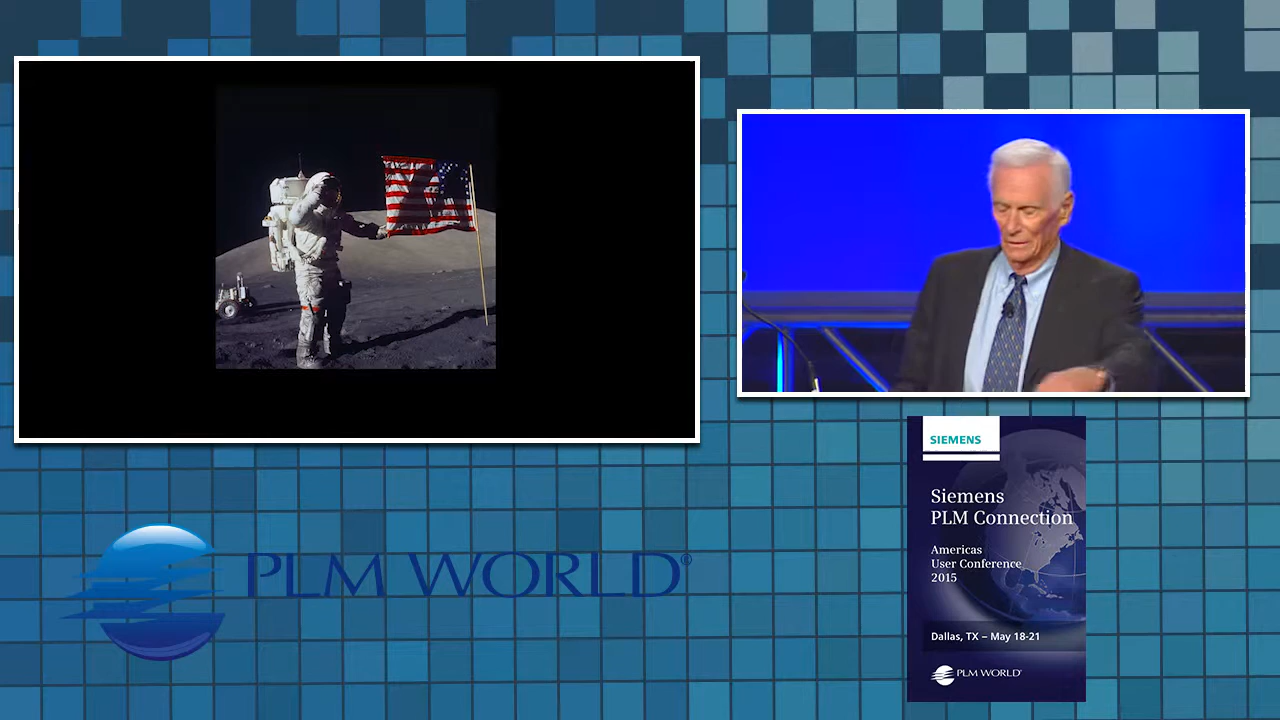 PLM WORLD®
SIEMENS
Siemens
PLM Connection
Americas
User Conference
2015
Dallas, TX – May 18-21
PLM WORLD